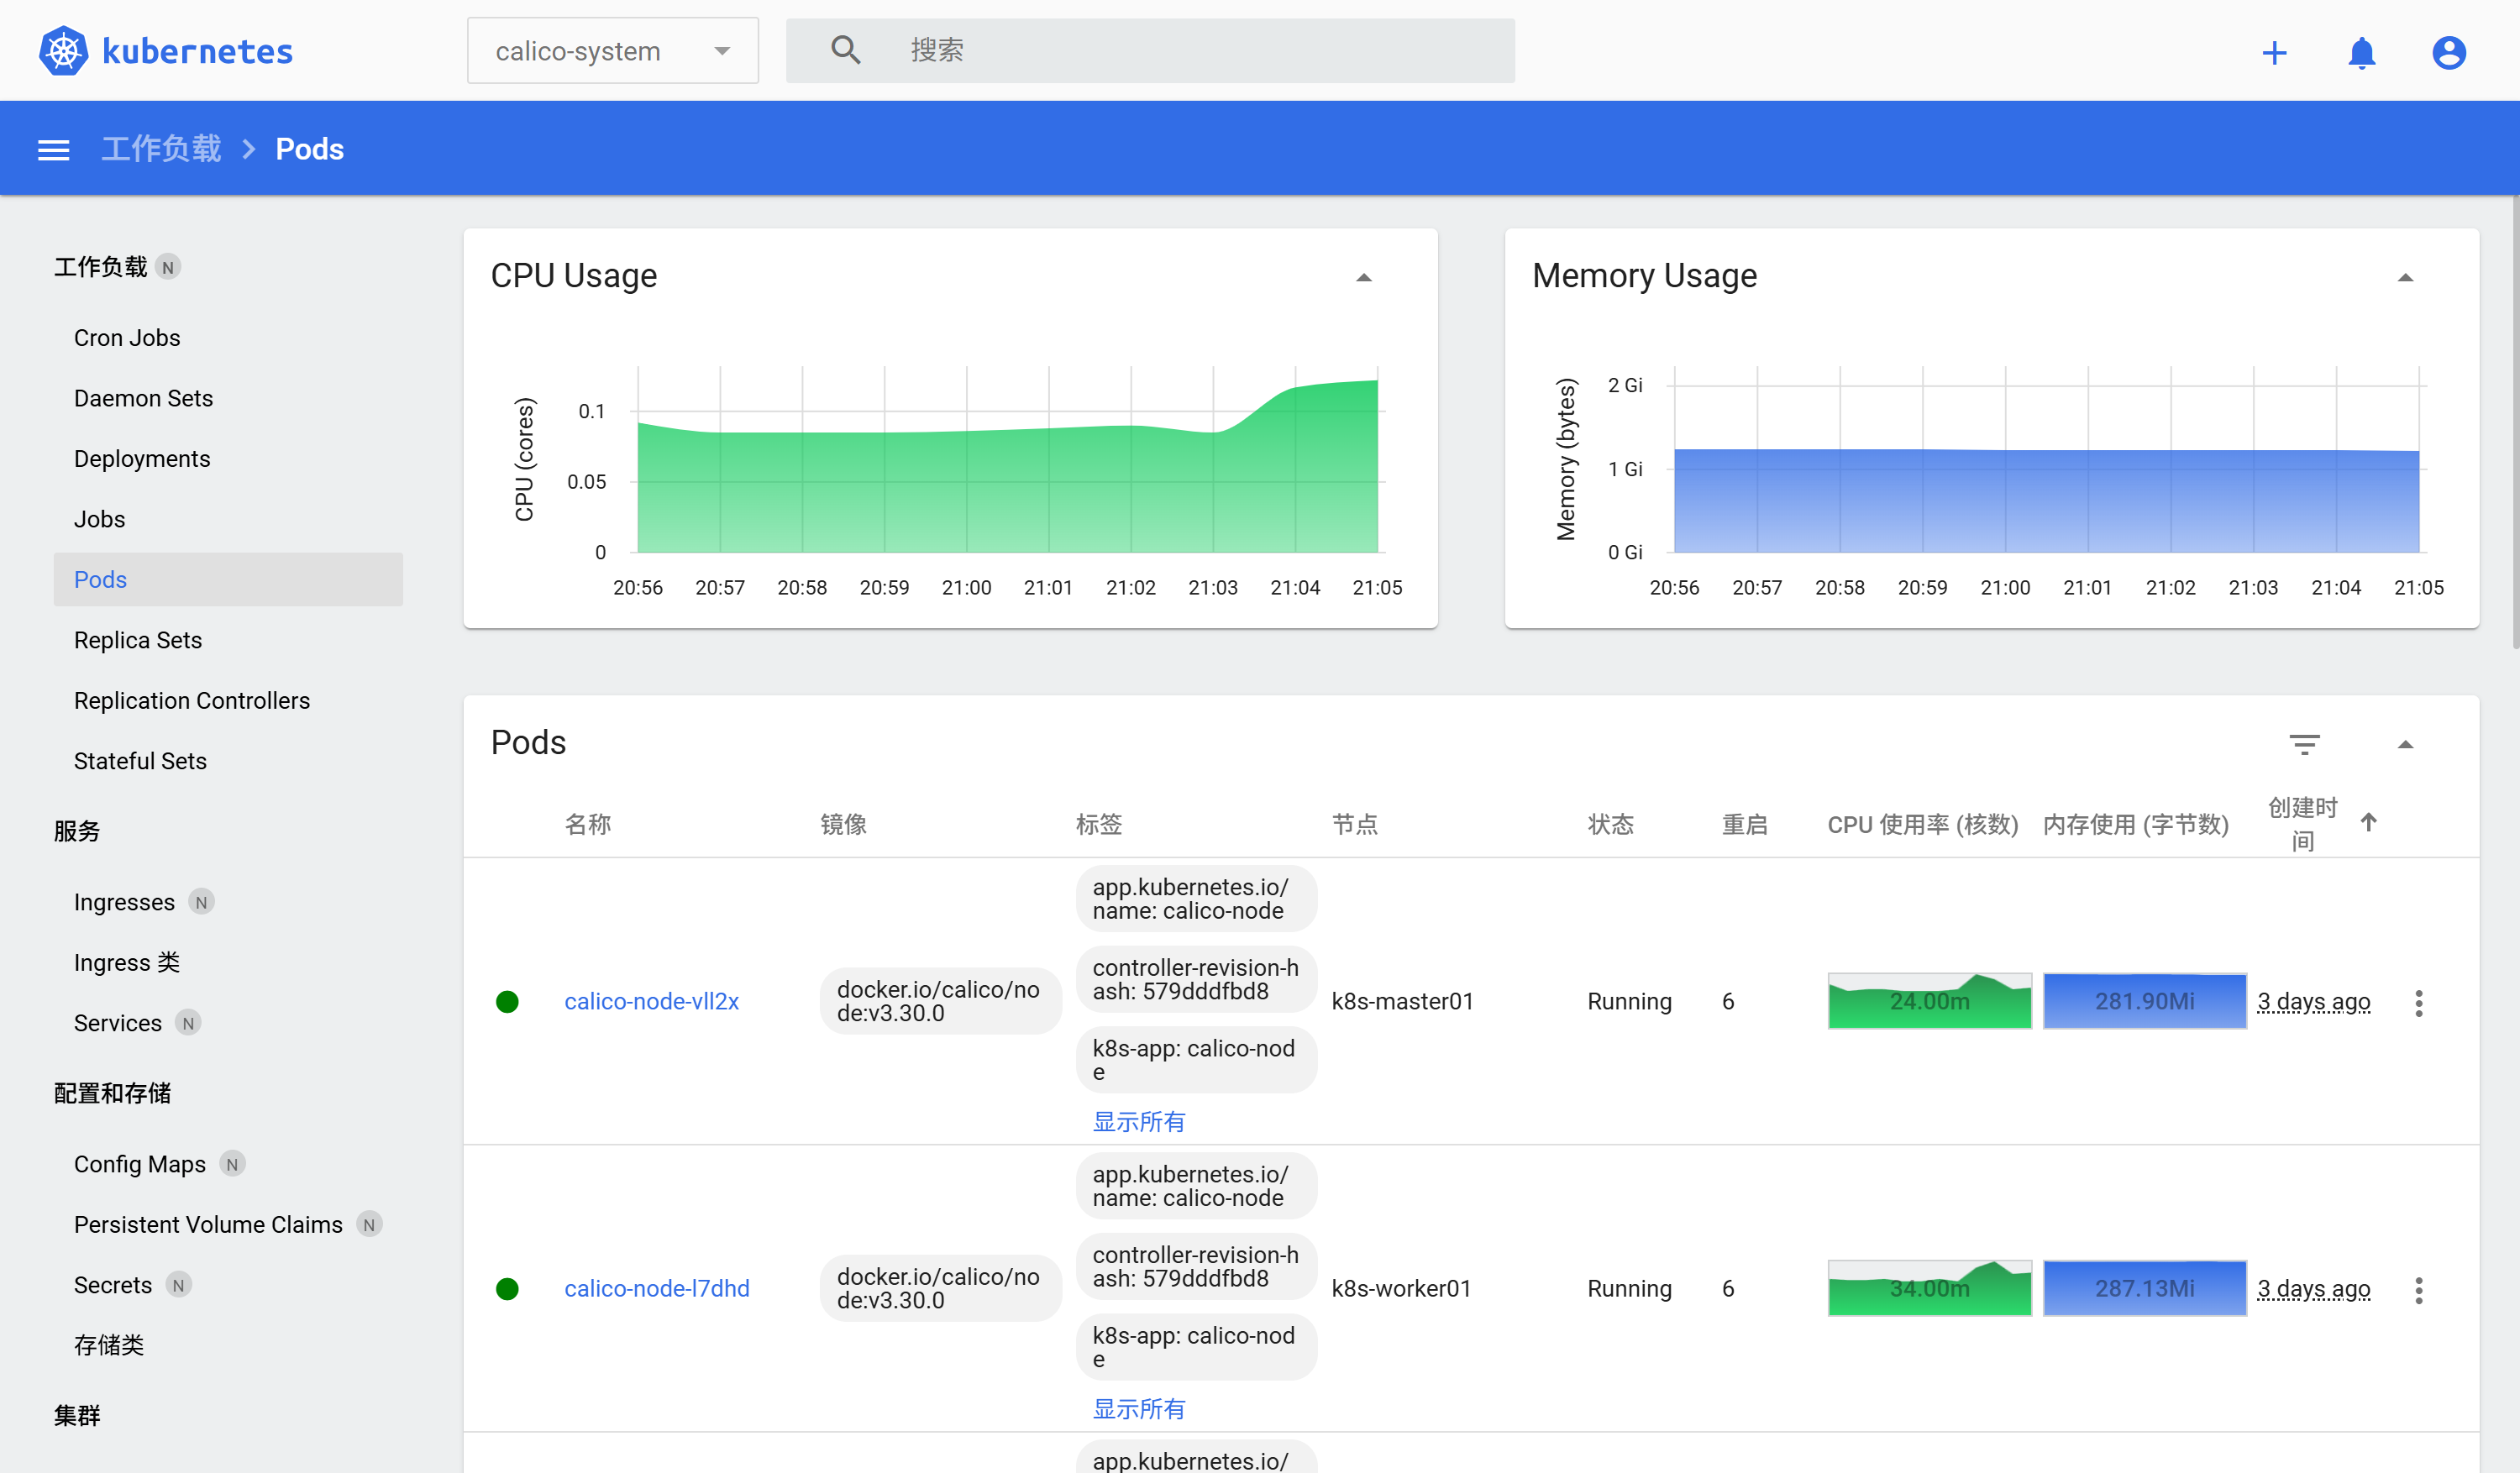 kubernetes
calico-system
搜索
工作负载 > Pods
工作负载 N
Cron Jobs
Daemon Sets
Deployments
Jobs
Pods
Replica Sets
Replication Controllers
Stateful Sets
服务
Ingresses N
Ingress 类
Services N
配置和存储
Config Maps N
Persistent Volume Claims N
Secrets N
存储类
集群
CPU Usage
CPU (cores)
0.1
0.05
0
20:56 20:57 20:58 20:59 21:00 21:01 21:02 21:03 21:04 21:05
Memory Usage
Memory (bytes)
2 Gi
1 Gi
0 Gi
20:56 20:57 20:58 20:59 21:00 21:01 21:02 21:03 21:04 21:05
Pods
名称 镜像 标签 节点 状态 重启 CPU 使用率 (核数) 内存使用 (字节数) 创建时
间
calico-node-vll2x
docker.io/calico/no
de:v3.30.0
app.kubernetes.io/
name: calico-node
controller-revision-h
ash: 579dddfbd8
k8s-app: calico-nod
e
显示所有
k8s-master01
Running
6
24.00m
281.90Mi
3 days ago
calico-node-l7dhd
docker.io/calico/no
de:v3.30.0
app.kubernetes.io/
name: calico-node
controller-revision-h
ash: 579dddfbd8
k8s-app: calico-nod
e
显示所有
k8s-worker01
Running
6
34.00m
287.13Mi
3 days ago
app.kubernetes.io/